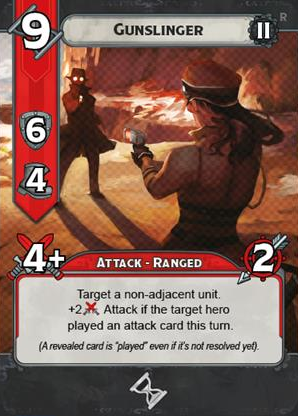 9
GUNSLINGER
II
R
6
4
4+
ATTACK - RANGED
2
Target a non-adjacent unit.
+2 Attack if the target hero
played an attack card this turn.
(A revealed card is "played" even if it's not resolved yet).